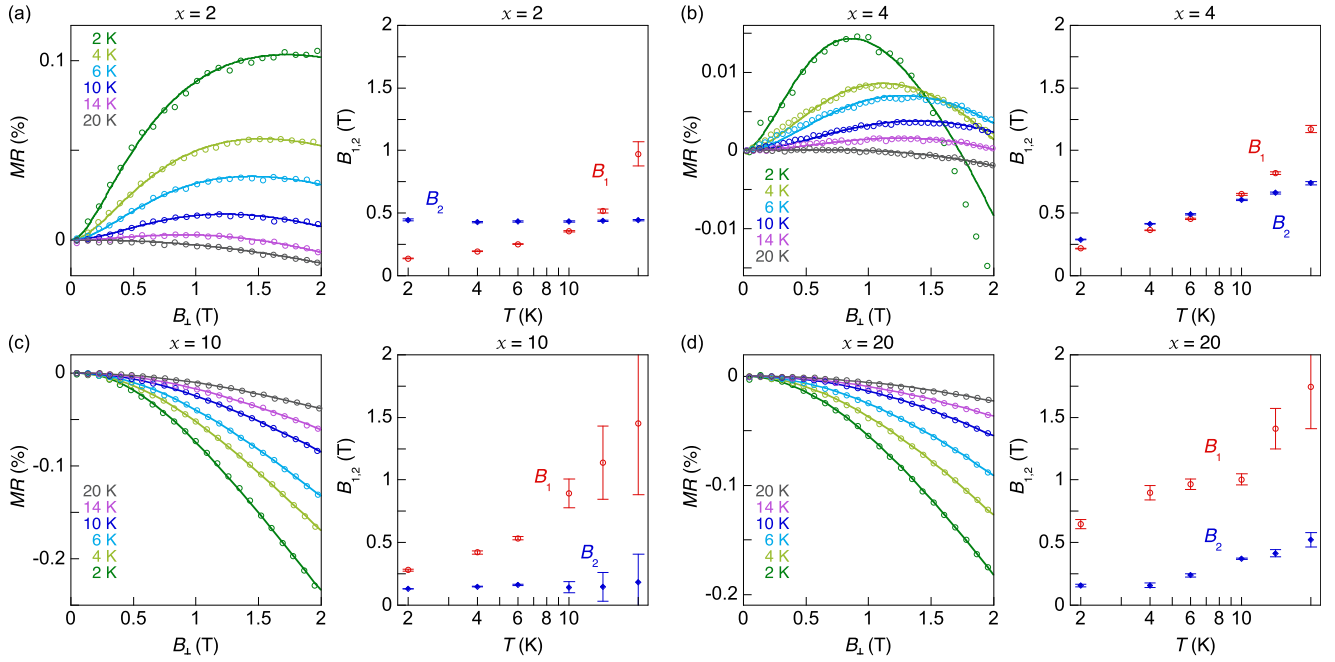 (a)
x = 2
2 K
4 K
6 K
10 K
14 K
20 K
MR (%)
0.1
0
0 0.5 1 1.5 2
B⊥ (T)
x = 2
B1,2 (T)
2
1.5
1
0.5
0
B1
B2
2 4 6 8 10
T (K)
(b)
x = 4
MR (%)
0.01
0
-0.01
2 K
4 K
6 K
10 K
14 K
20 K
0 0.5 1 1.5 2
B⊥ (T)
x = 4
B1,2 (T)
2
1.5
1
0.5
0
B1
B2
2 4 6 8 10
T (K)
(c)
x = 10
MR (%)
0
-0.1
-0.2
20 K
14 K
10 K
6 K
4 K
2 K
0 0.5 1 1.5 2
B⊥ (T)
x = 10
B1,2 (T)
2
1.5
1
0.5
0
B1
B2
2 4 6 8 10
T (K)
(d)
x = 20
MR (%)
0
-0.1
-0.2
20 K
14 K
10 K
6 K
4 K
2 K
0 0.5 1 1.5 2
B⊥ (T)
x = 20
B1,2 (T)
2
1.5
1
0.5
0
B1
B2
2 4 6 8 10
T (K)